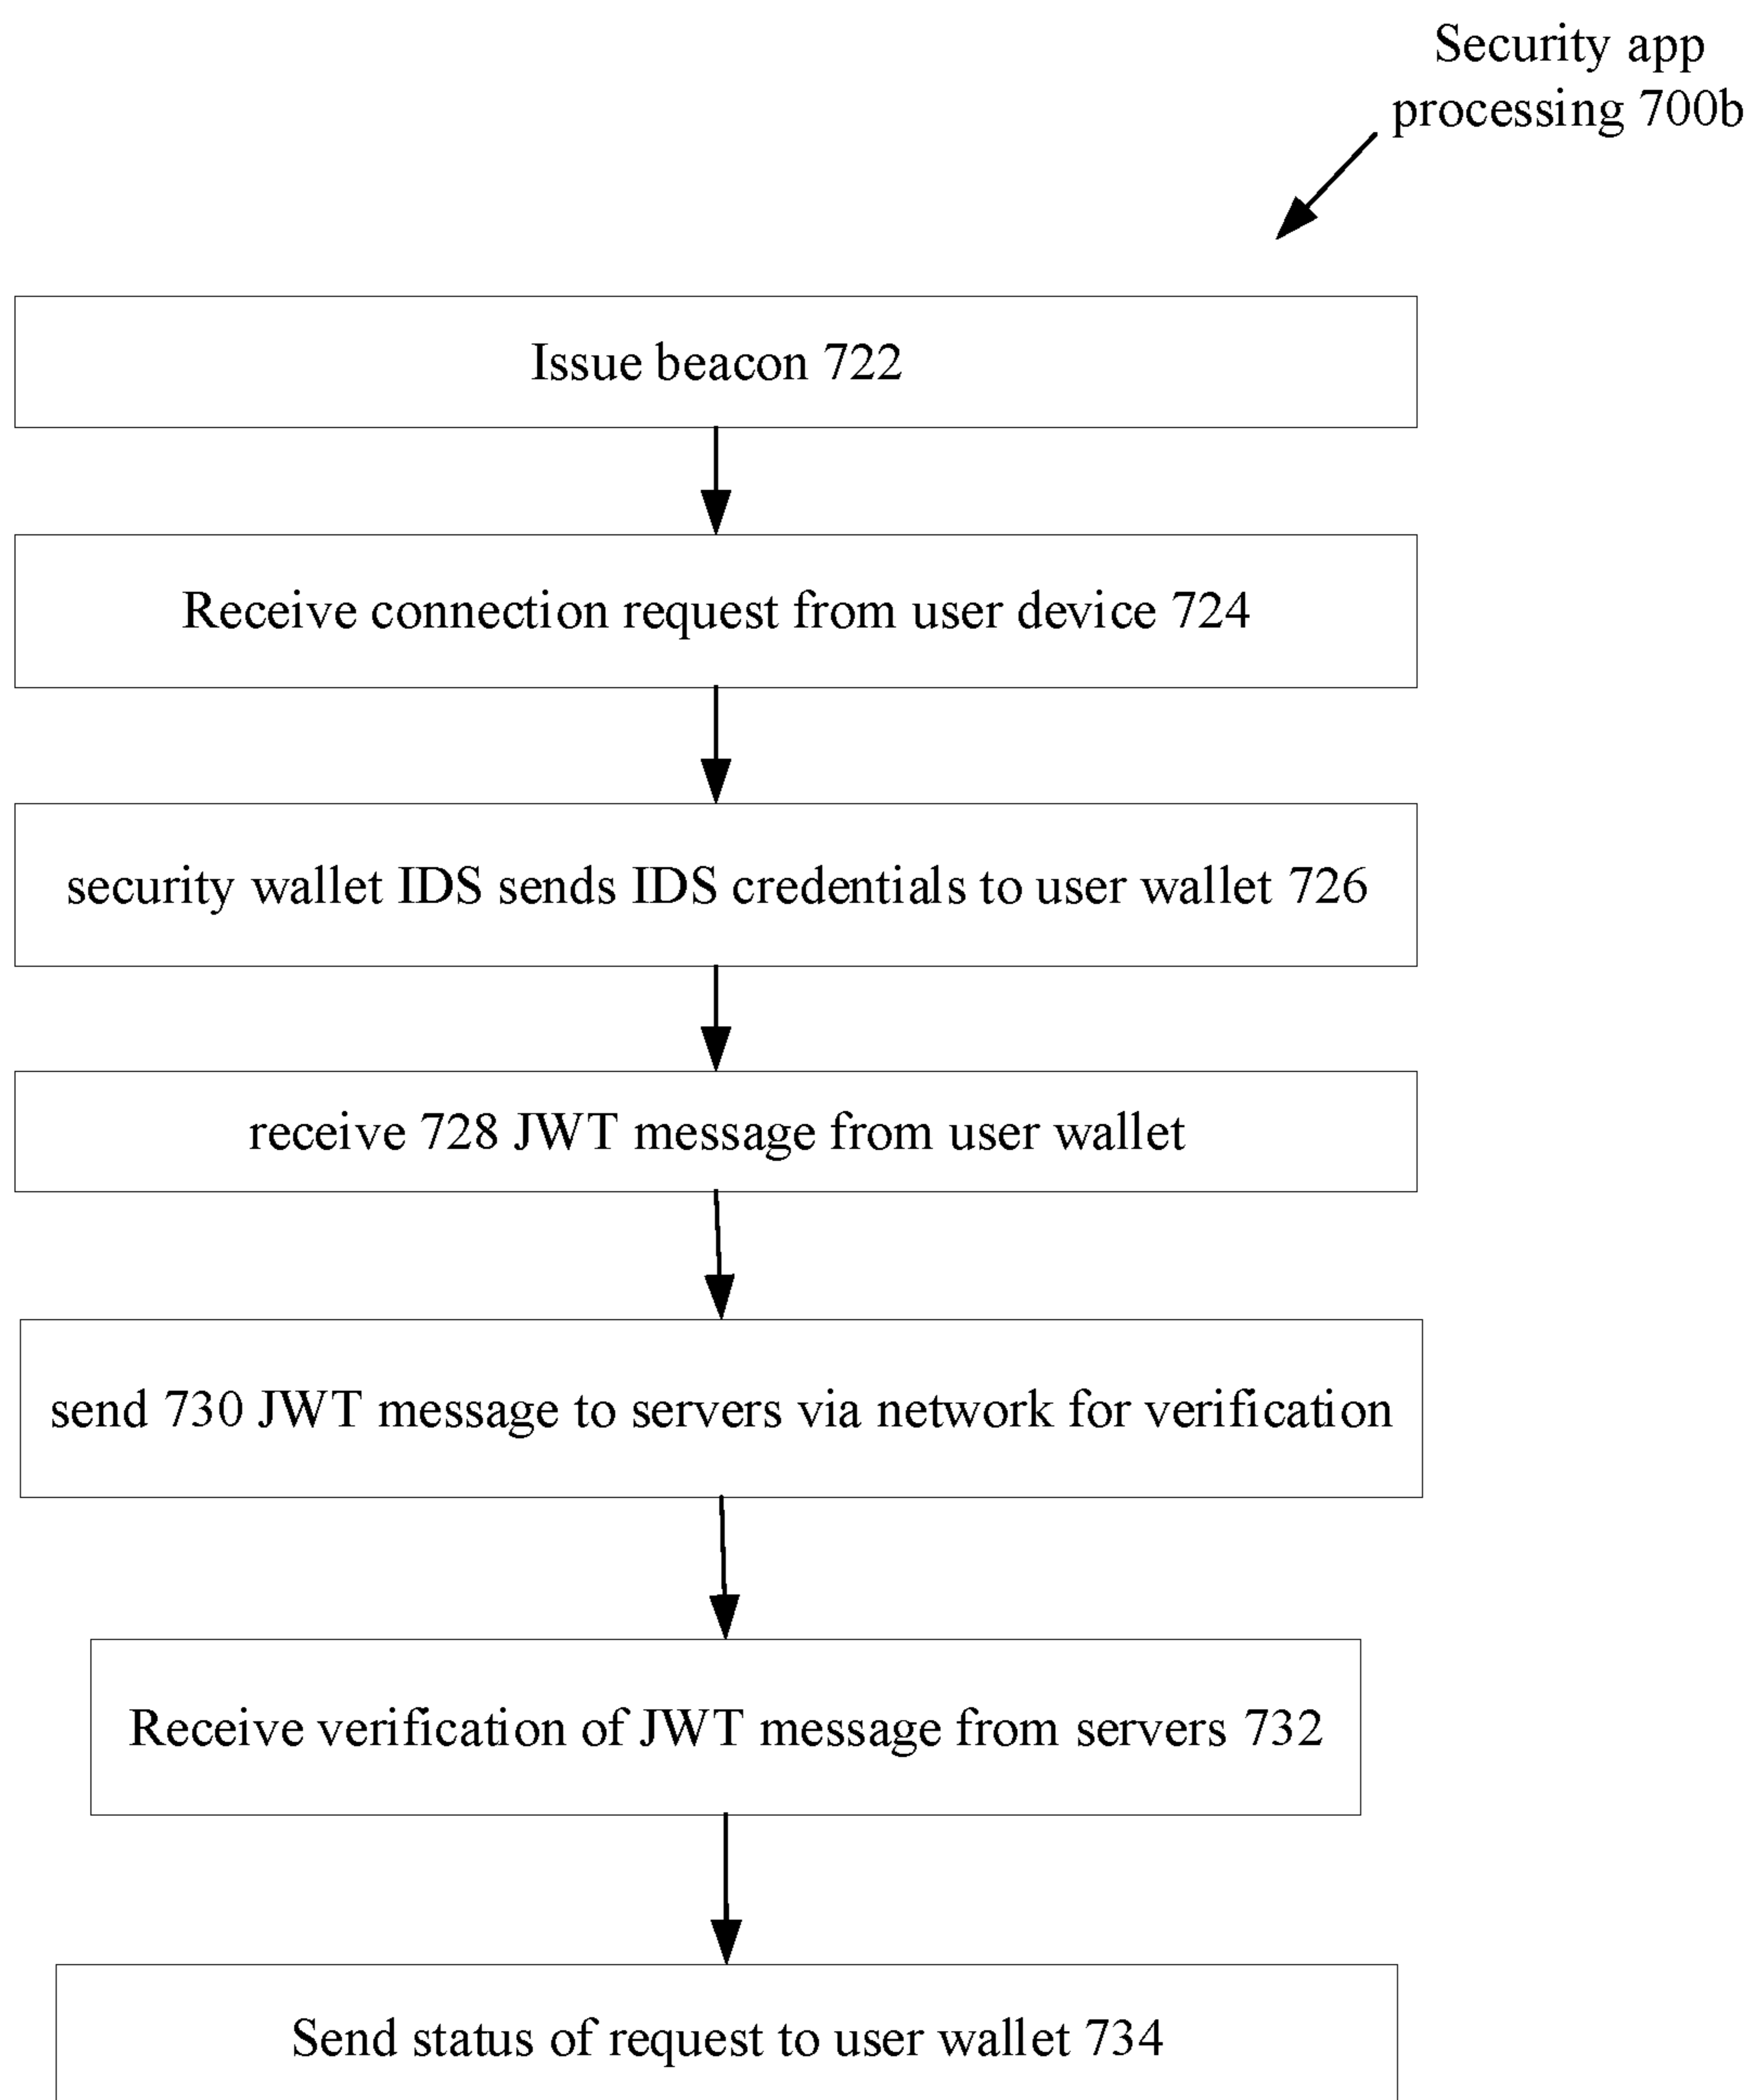 Security app
processing 700b
Issue beacon 722
Receive connection request from user device 724
security wallet IDS sends IDS credentials to user wallet 726
receive 728 JWT message from user wallet
send 730 JWT message to servers via network for verification
Receive verification of JWT message from servers 732
Send status of request to user wallet 734